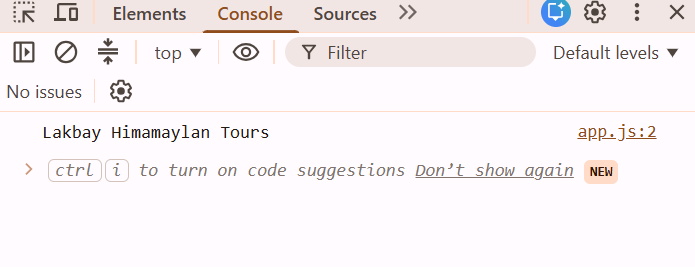 Elements Console Sources
top Filter Default levels
No issues
Lakbay Himamaylan Tours app.js:2
ctrl i to turn on code suggestions Don’t show again NEW